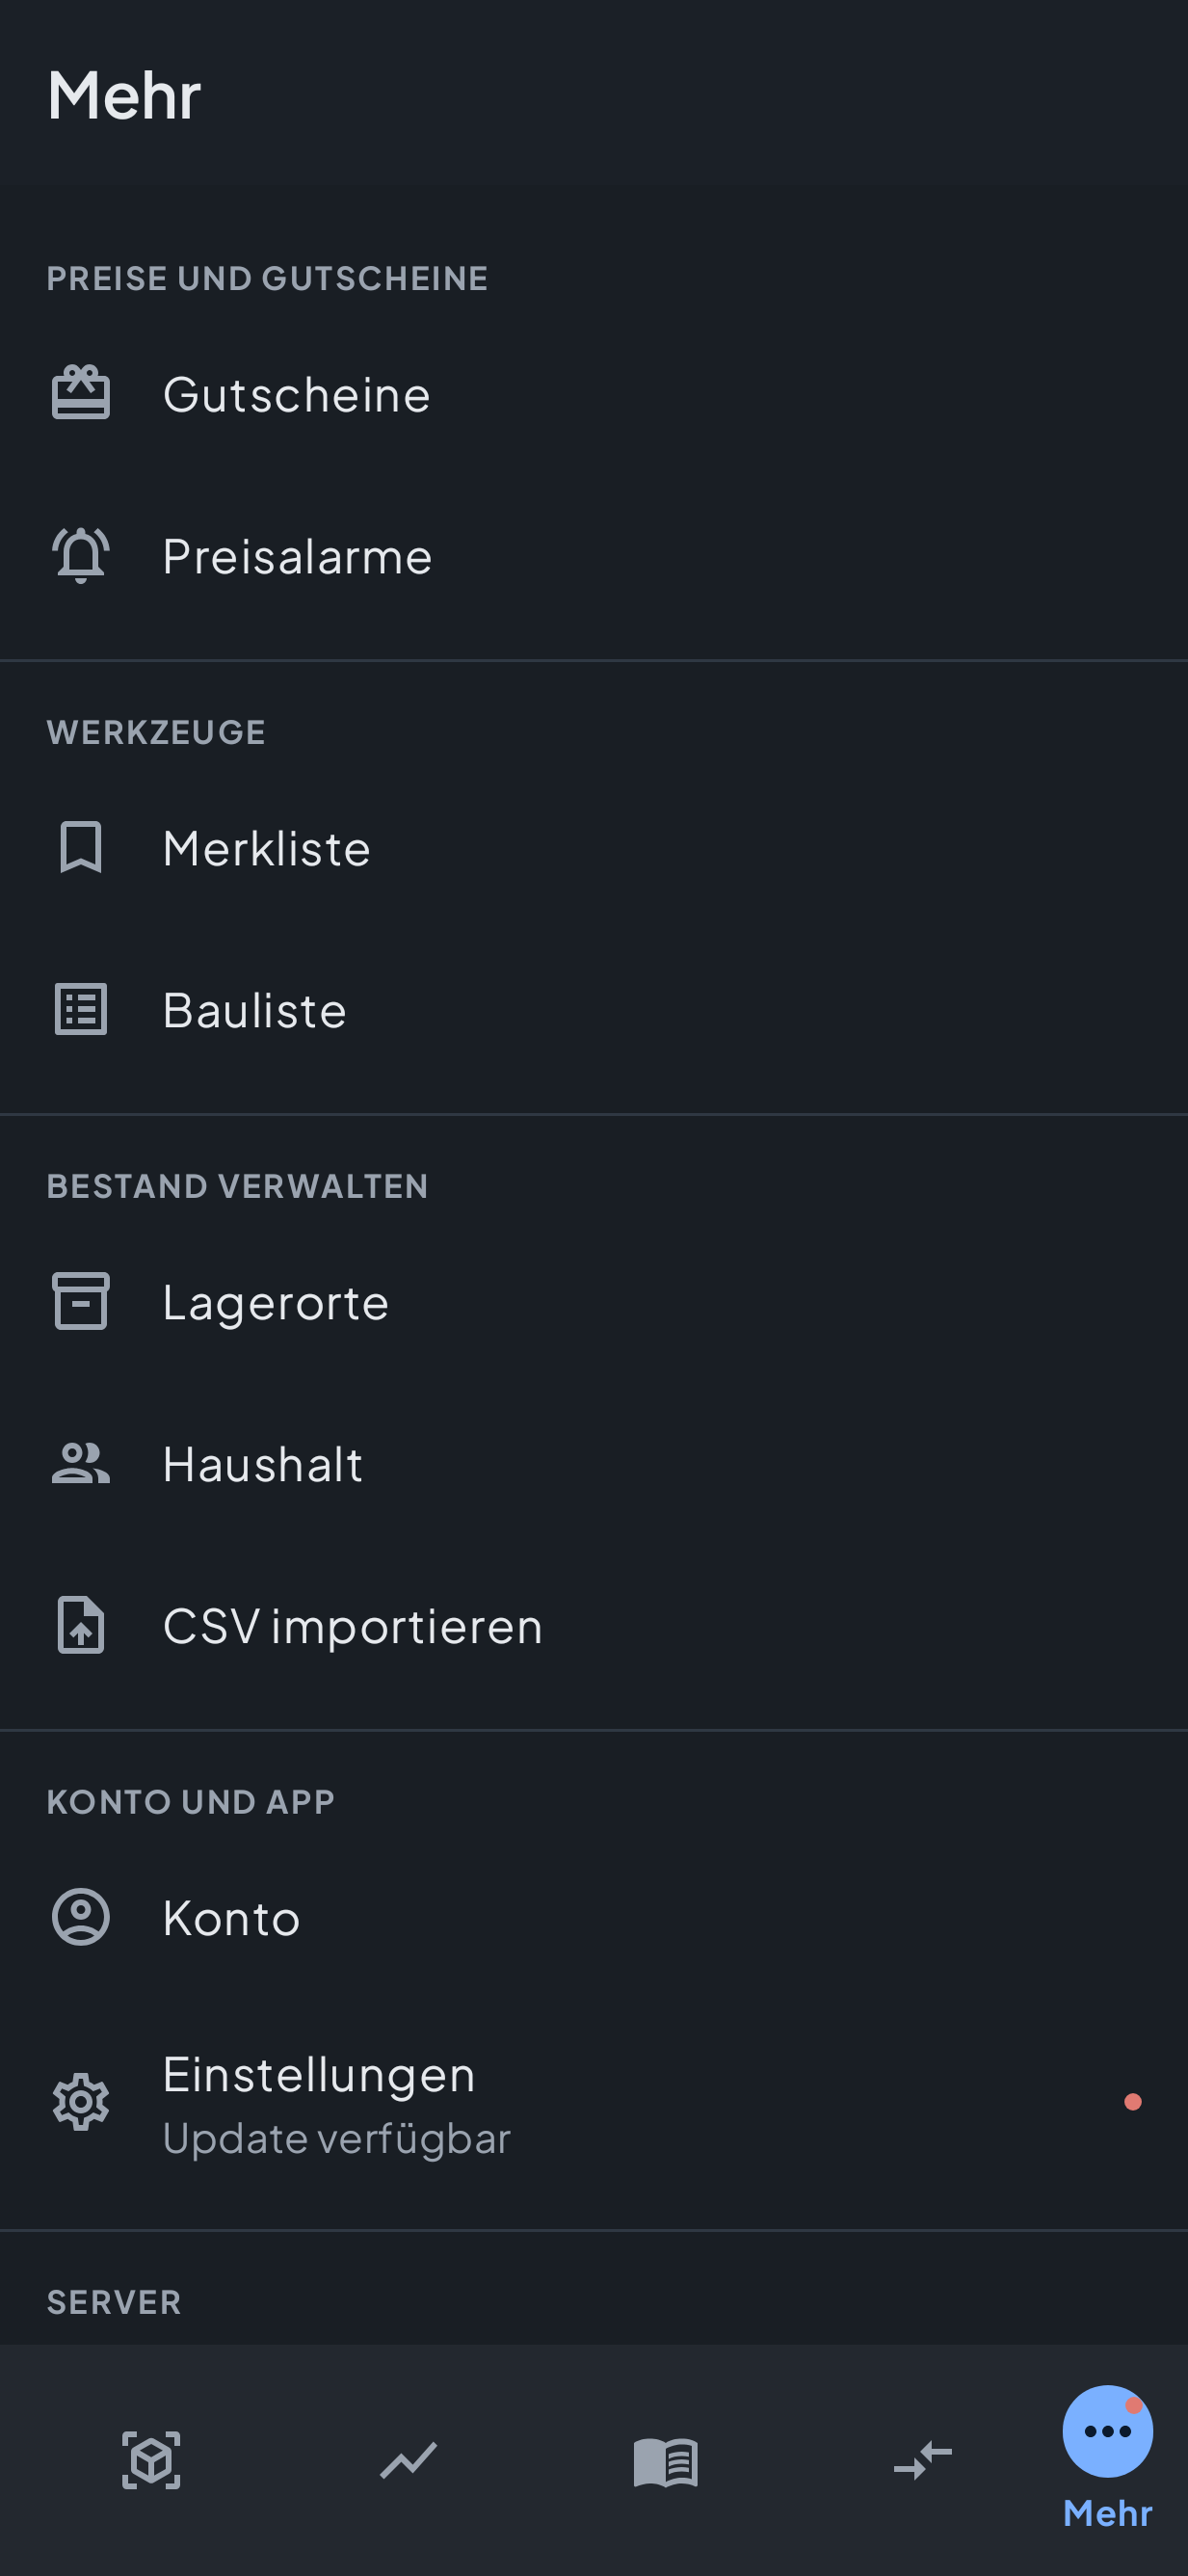 Mehr
PREISE UND GUTSCHEINE
Gutscheine
Preisalarme
WERKZEUGE
Merkliste
Bauliste
BESTAND VERWALTEN
Lagerorte
Haushalt
CSV importieren
KONTO UND APP
Konto
Einstellungen
Update verfügbar
SERVER
Mehr